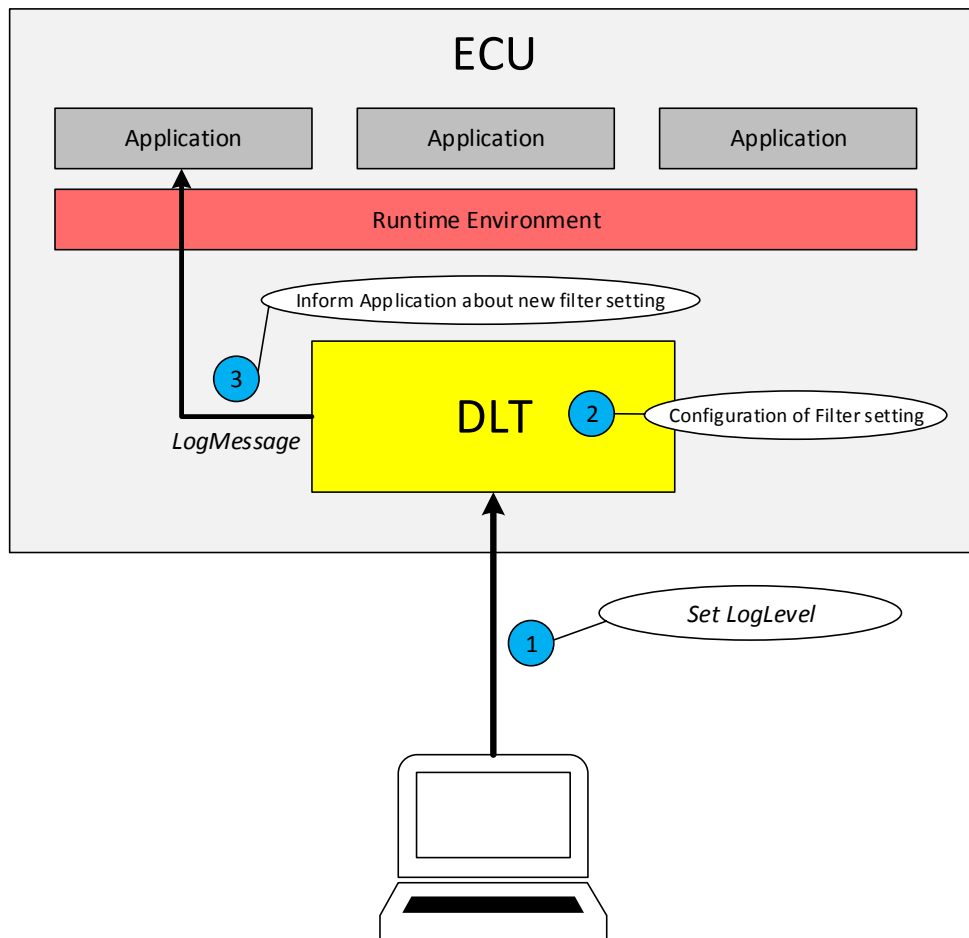 ECU
Application
Application
Application
Runtime Environment
Inform Application about new filter setting
3
DLT
2
Configuration of Filter setting
LogMessage
Set LogLevel
1